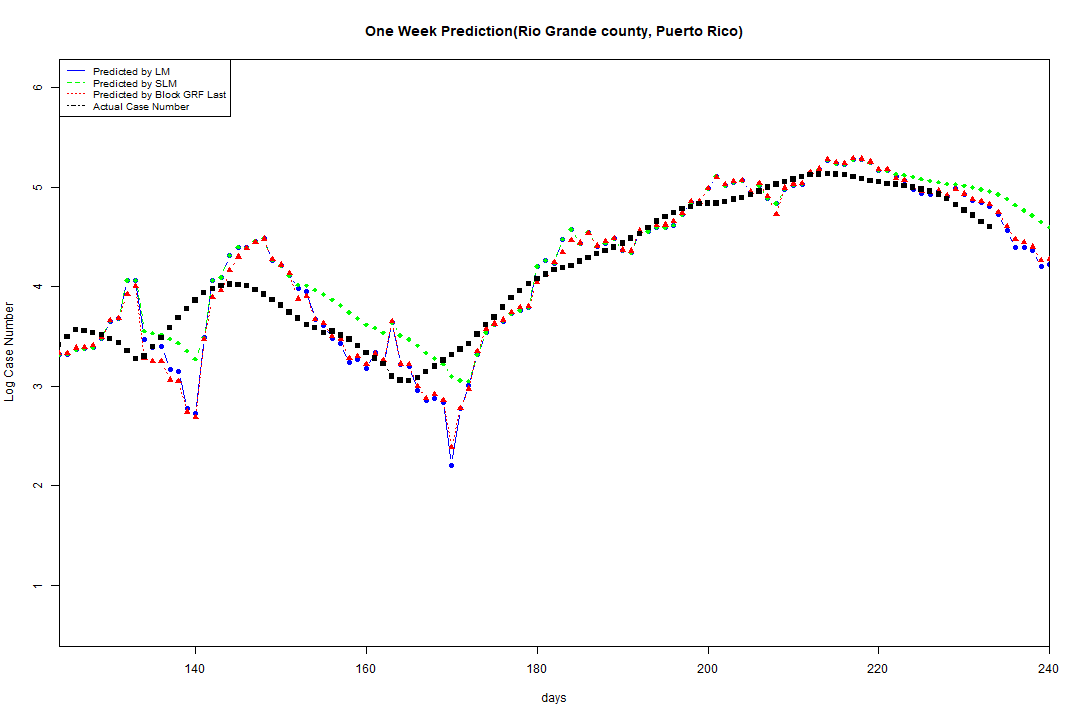 One Week Prediction(Rio Grande county, Puerto Rico)
Predicted by LM
Predicted by SLM
Predicted by Block GRF Last
Actual Case Number
6
5
4
3
2
1
Log Case Number
140 160 180 200 220 240
days